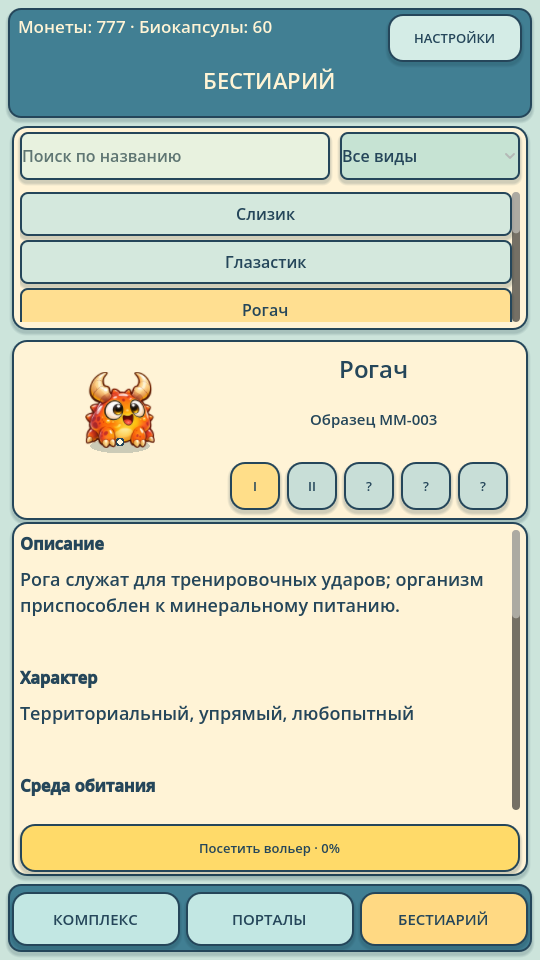 Монеты: 777 · Биокапсулы: 60
НАСТРОЙКИ
БЕСТИАРИЙ
Поиск по названию
Все виды
Слизик
Глазастик
Рогач
Рогач
Образец ММ-003
I
II
?
?
?
Описание
Рога служат для тренировочных ударов; организм
приспособлен к минеральному питанию.
Характер
Территориальный, упрямый, любопытный
Среда обитания
Посетить вольер · 0%
КОМПЛЕКС
ПОРТАЛЫ
БЕСТИАРИЙ